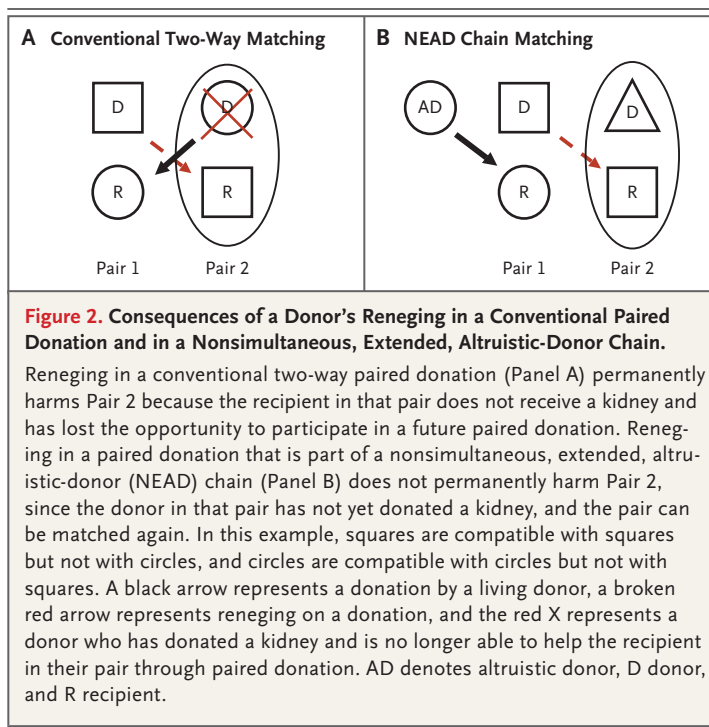 A Conventional Two-Way Matching
D
D
R
R
Pair 1
Pair 2
B NEAD Chain Matching
AD
D
D
R
R
Pair 1
Pair 2
Figure 2. Consequences of a Donor's Reneging in a Conventional Paired
Donation and in a Nonsimultaneous, Extended, Altruistic-Donor Chain.
Reneging in a conventional two-way paired donation (Panel A) permanently
harms Pair 2 because the recipient in that pair does not receive a kidney and
has lost the opportunity to participate in a future paired donation. Reneg-
ing in a paired donation that is part of a nonsimultaneous, extended, altru-
istic-donor (NEAD) chain (Panel B) does not permanently harm Pair 2,
since the donor in that pair has not yet donated a kidney, and the pair can
be matched again. In this example, squares are compatible with squares
but not with circles, and circles are compatible with circles but not with
squares. A black arrow represents a donation by a living donor, a broken
red arrow represents reneging on a donation, and the red X represents a
donor who has donated a kidney and is no longer able to help the recipient
in their pair through paired donation. AD denotes altruistic donor, D donor,
and R recipient.